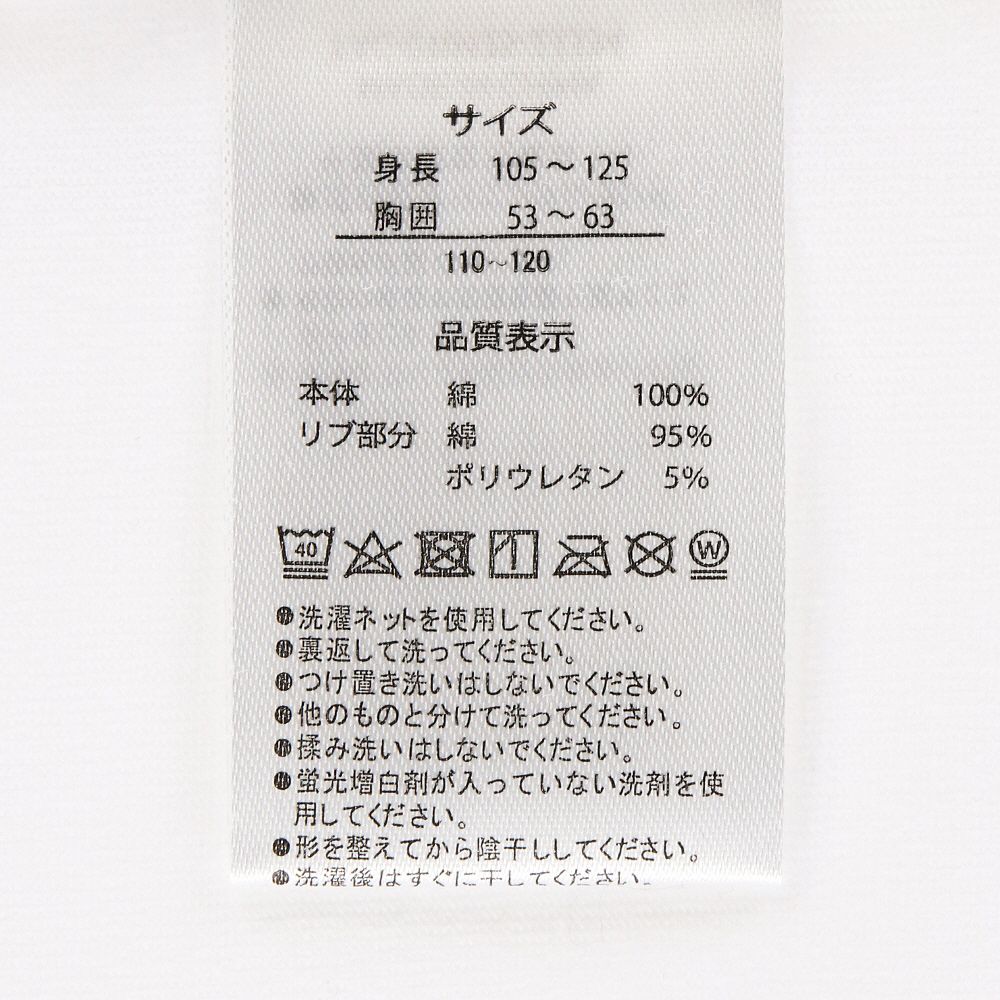 サイズ
身長 105～125
胸囲 53～63
110～120
品質表示
本体 綿 100%
リブ部分 綿 95%
ポリウレタン 5%
40 W
●洗濯ネットを使用してください。
●裏返して洗ってください。
●つけ置き洗いはしないでください。
●他のものと分けて洗ってください。
●揉み洗いはしないでください。
●蛍光増白剤が入っていない洗剤を使
用してください。
●形を整えてから陰干ししてください。
●洗濯後はすぐに干してください。